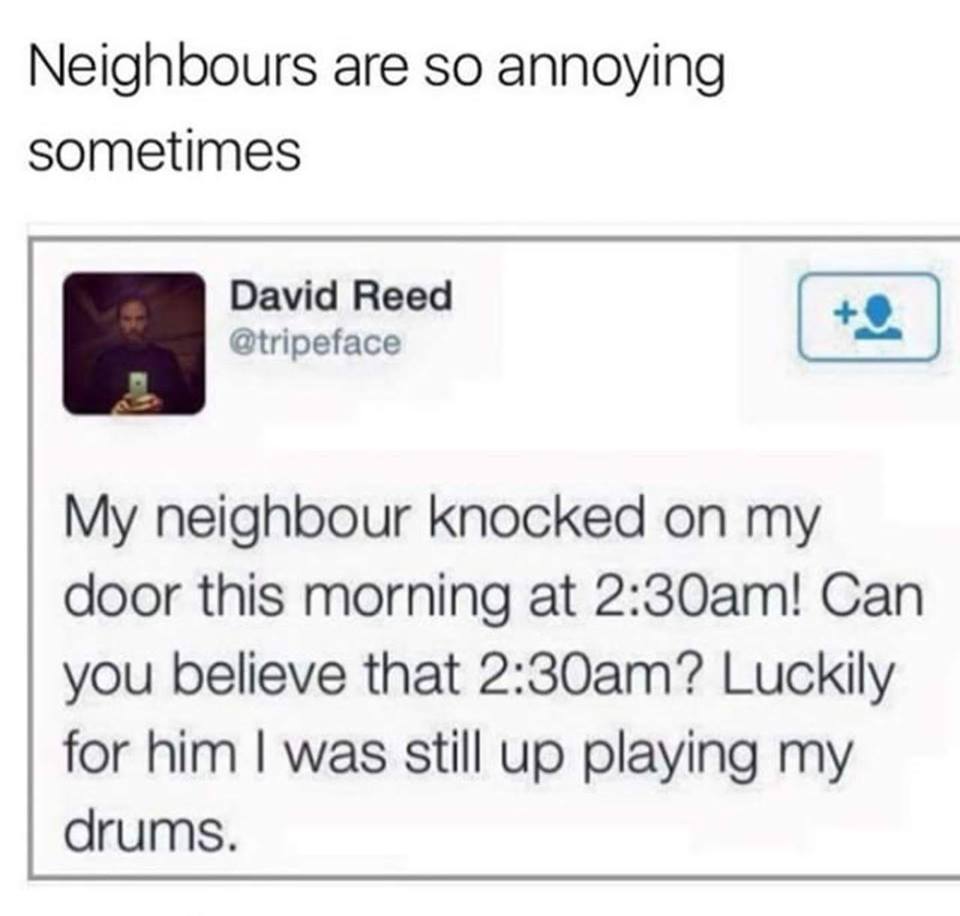 Neighbours are so annoying
sometimes
David Reed
@tripeface
My neighbour knocked on my
door this morning at 2:30am! Can
you believe that 2:30am? Luckily
for him I was still up playing my
drums.